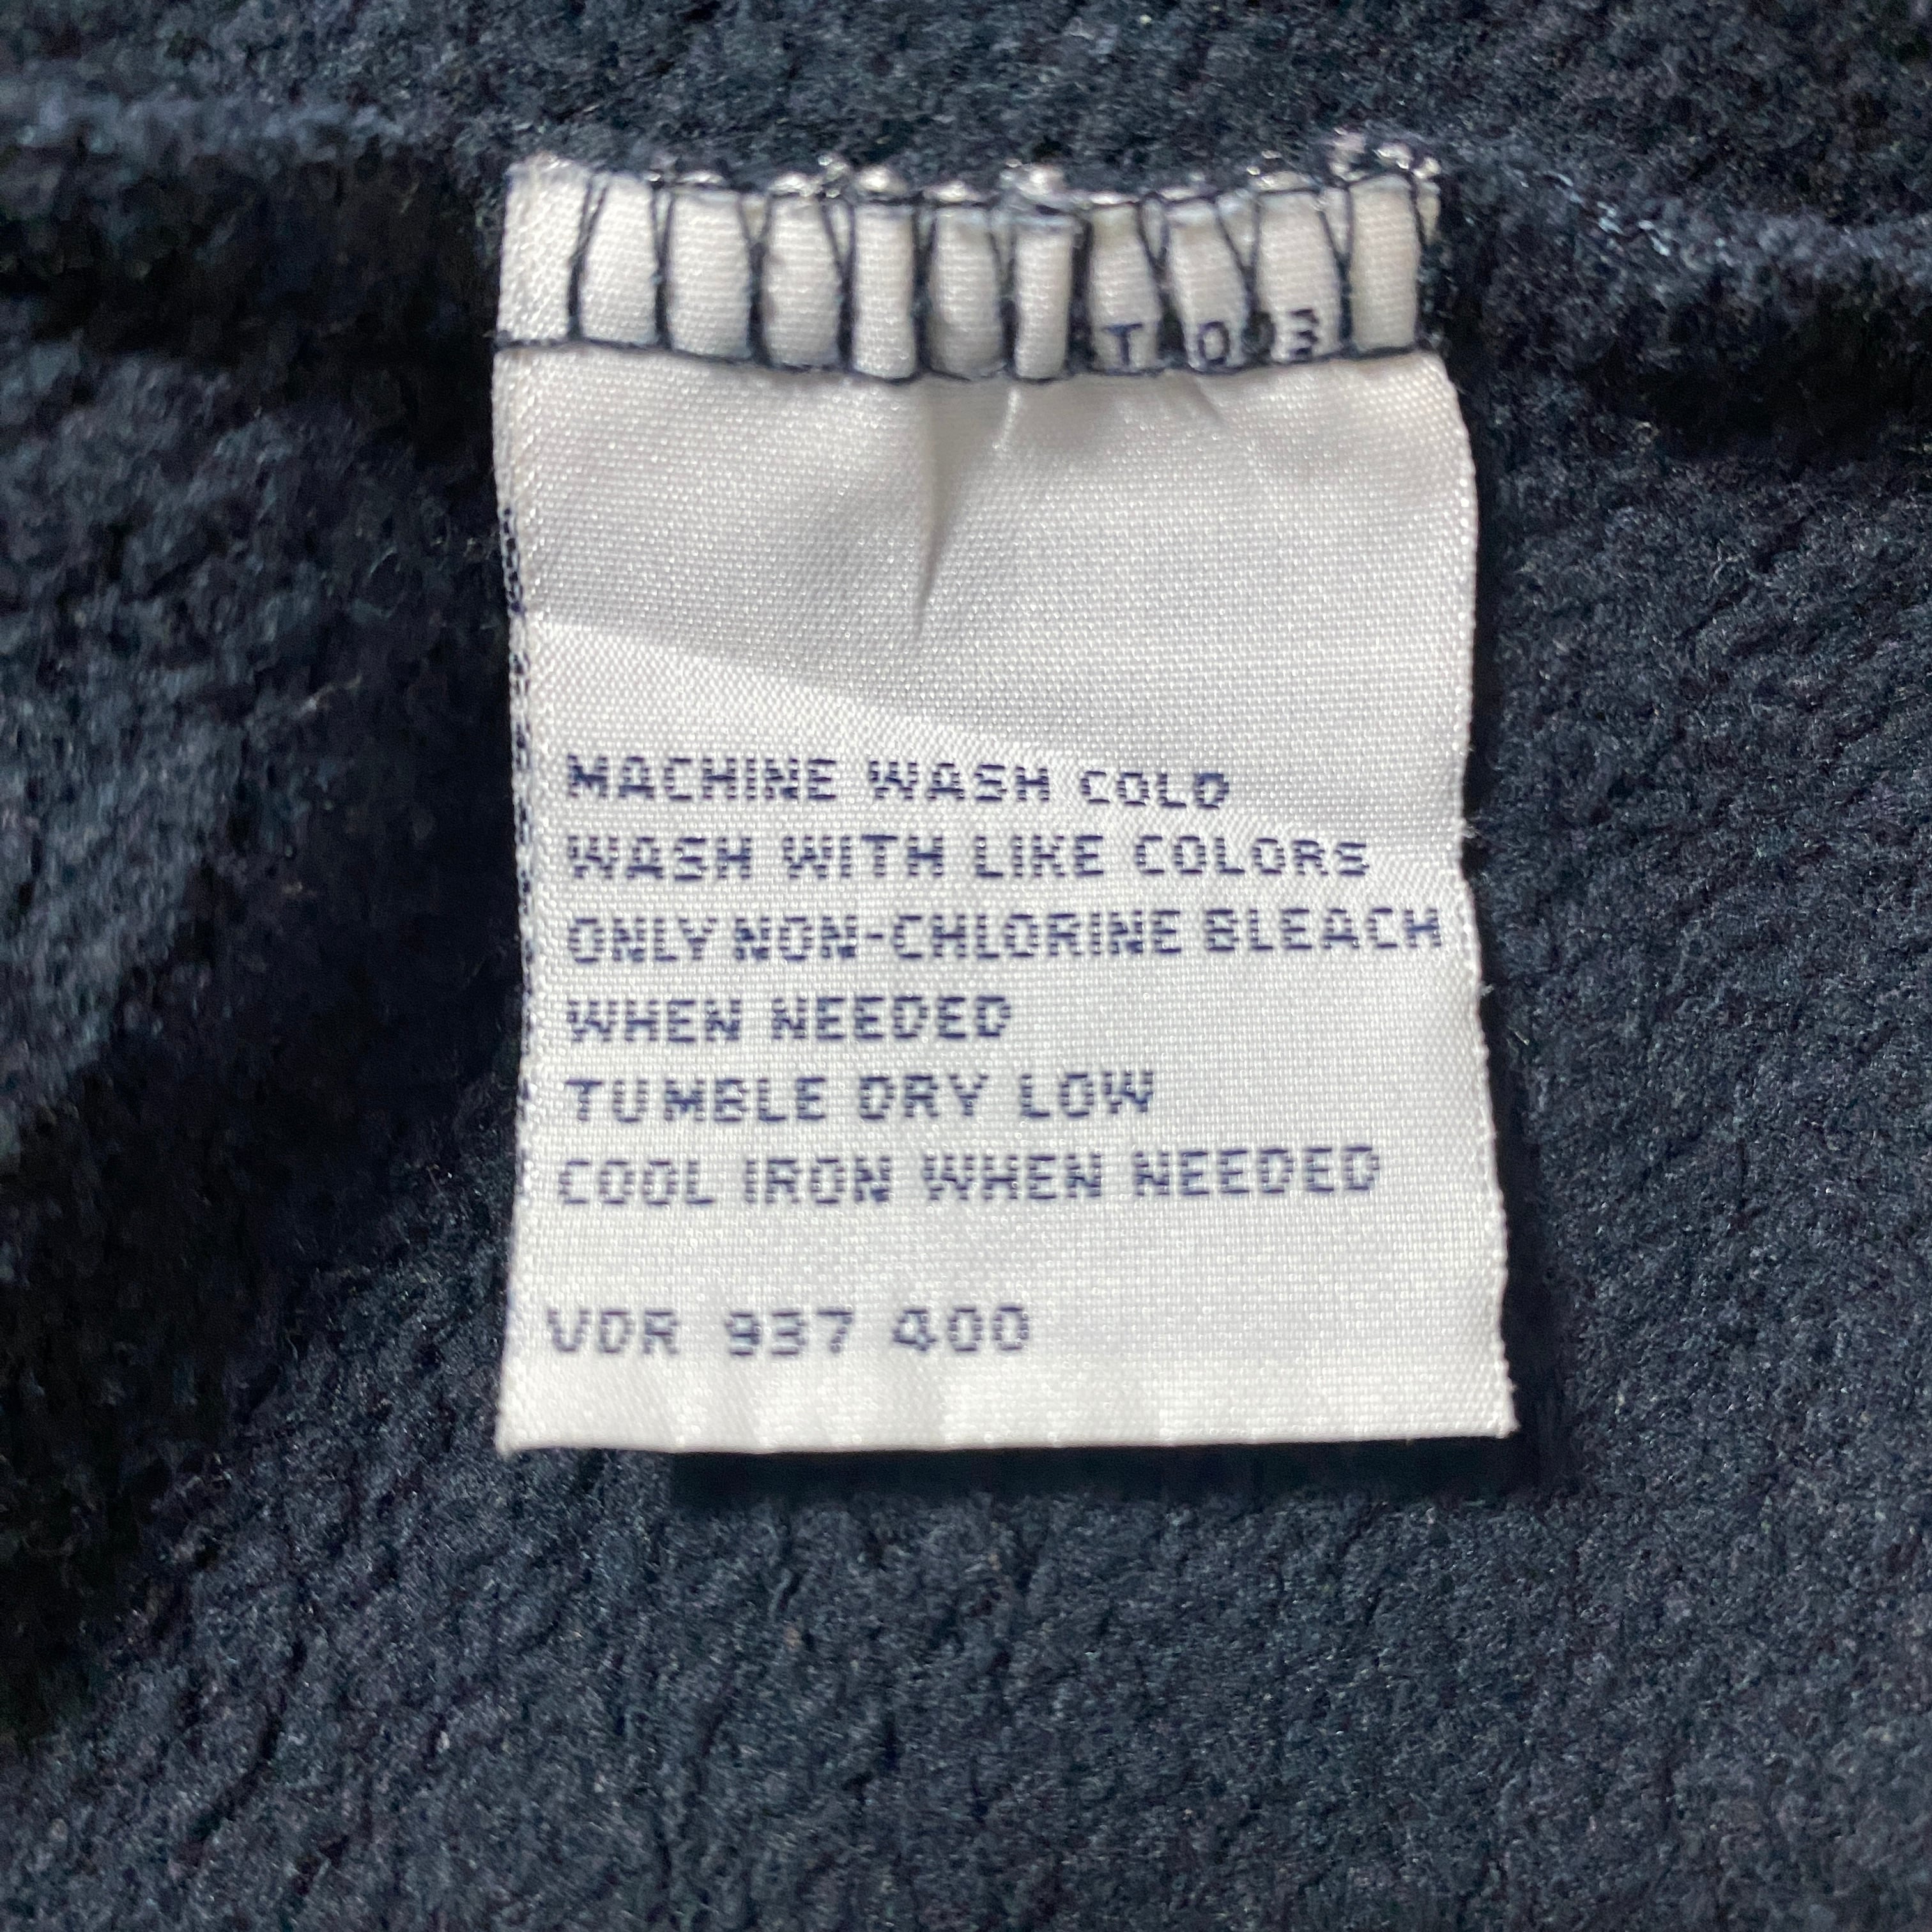 MACHINE WASH COLD
WASH WITH LIKE COLORS
ONLY NON-CHLORINE BLEACH
WHEN NEEDED
TUMBLE DRY LOW
COOL IRON WHEN NEEDED
VDR 937 400